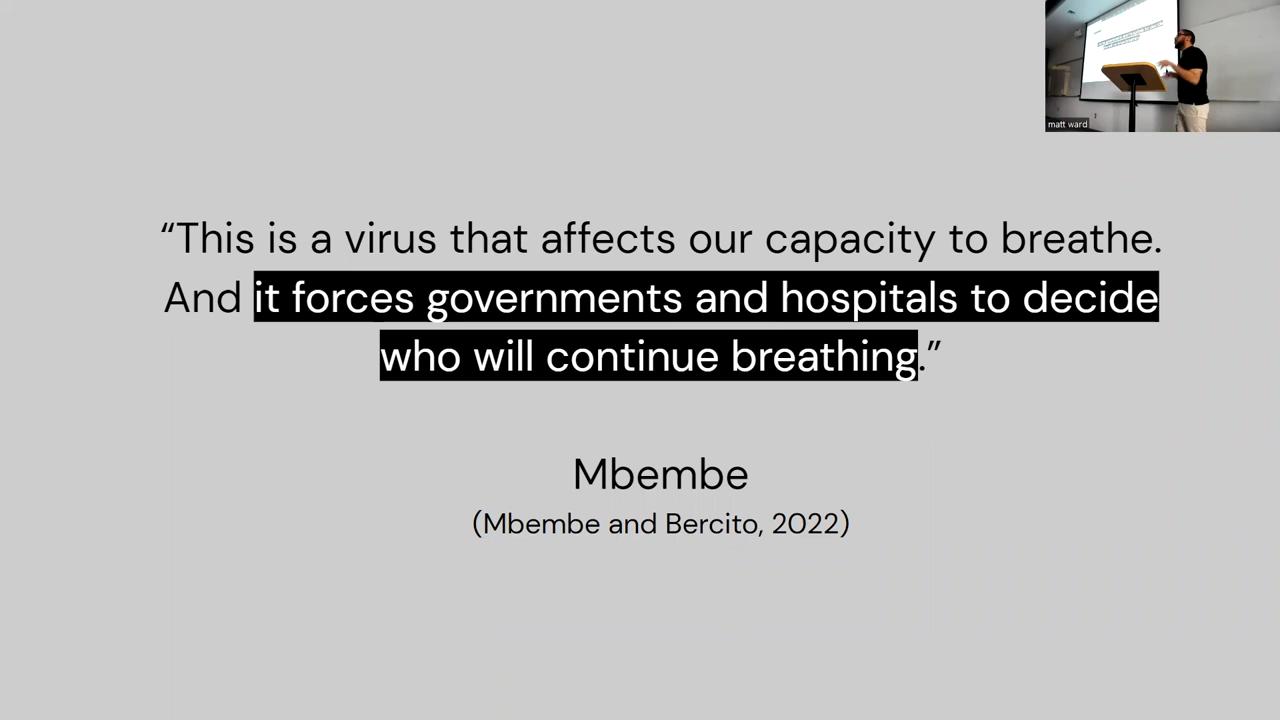 matt ward
“This is a virus that affects our capacity to breathe.
And it forces governments and hospitals to decide
who will continue breathing.”
Mbembe
(Mbembe and Bercito, 2022)